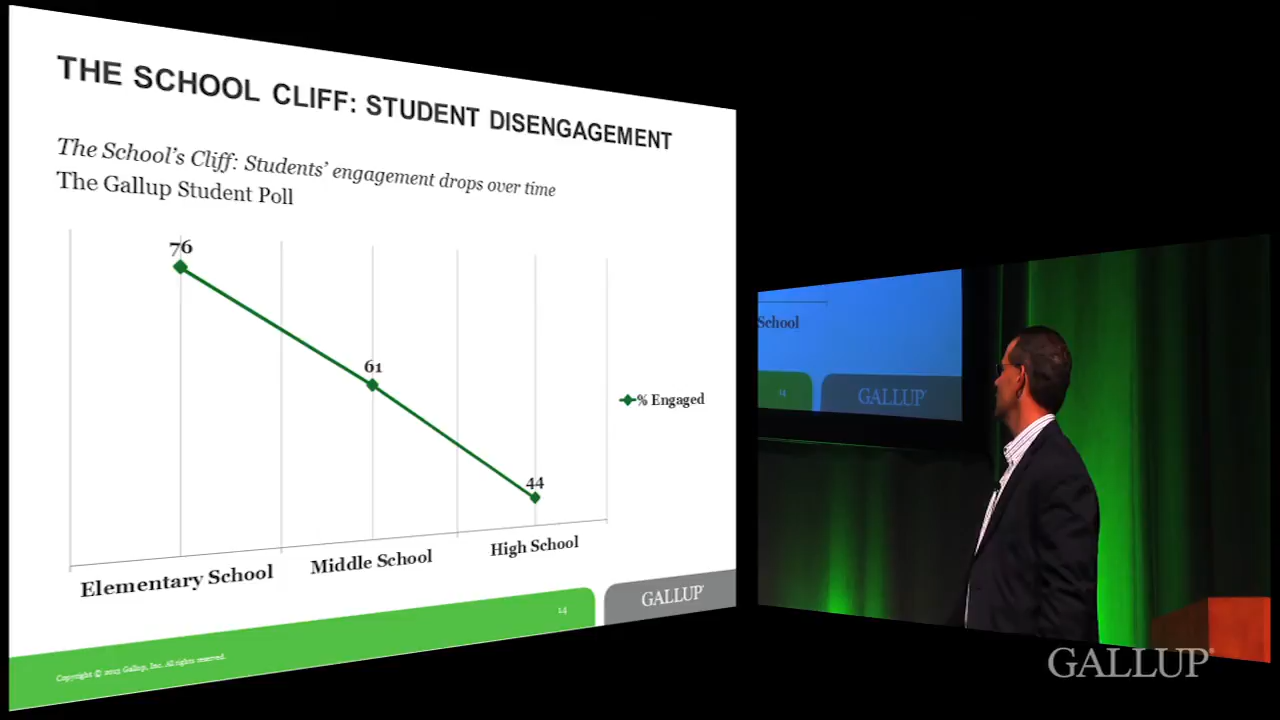 THE SCHOOL CLIFF: STUDENT DISENGAGEMENT
The School's Cliff: Students' engagement drops over time
The Gallup Student Poll
76
61
44
% Engaged
Elementary School
Middle School
High School
14
GALLUP
Copyright © 2013 Gallup, Inc. All rights reserved.
School
14
GALLUP
GALLUP